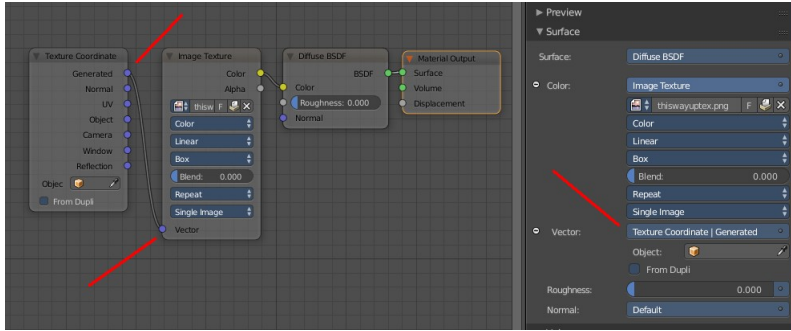 Texture Coordinate
Generated
Normal
UV
Object
Camera
Window
Reflection
Objec
From Dupli
Image Texture
Color
Alpha
thisw F
Color
Linear
Box
Blend: 0.000
Repeat
Single Image
Vector
Diffuse BSDF
BSDF
Color
Roughness: 0.000
Normal
Material Output
Surface
Volume
Displacement
Preview
Surface
Surface: Diffuse BSDF
Color: Image Texture
thiswayuptex.png F
Color
Linear
Box
Blend: 0.000
Repeat
Single Image
Vector: Texture Coordinate | Generated
Object:
From Dupli
Roughness: 0.000
Normal: Default